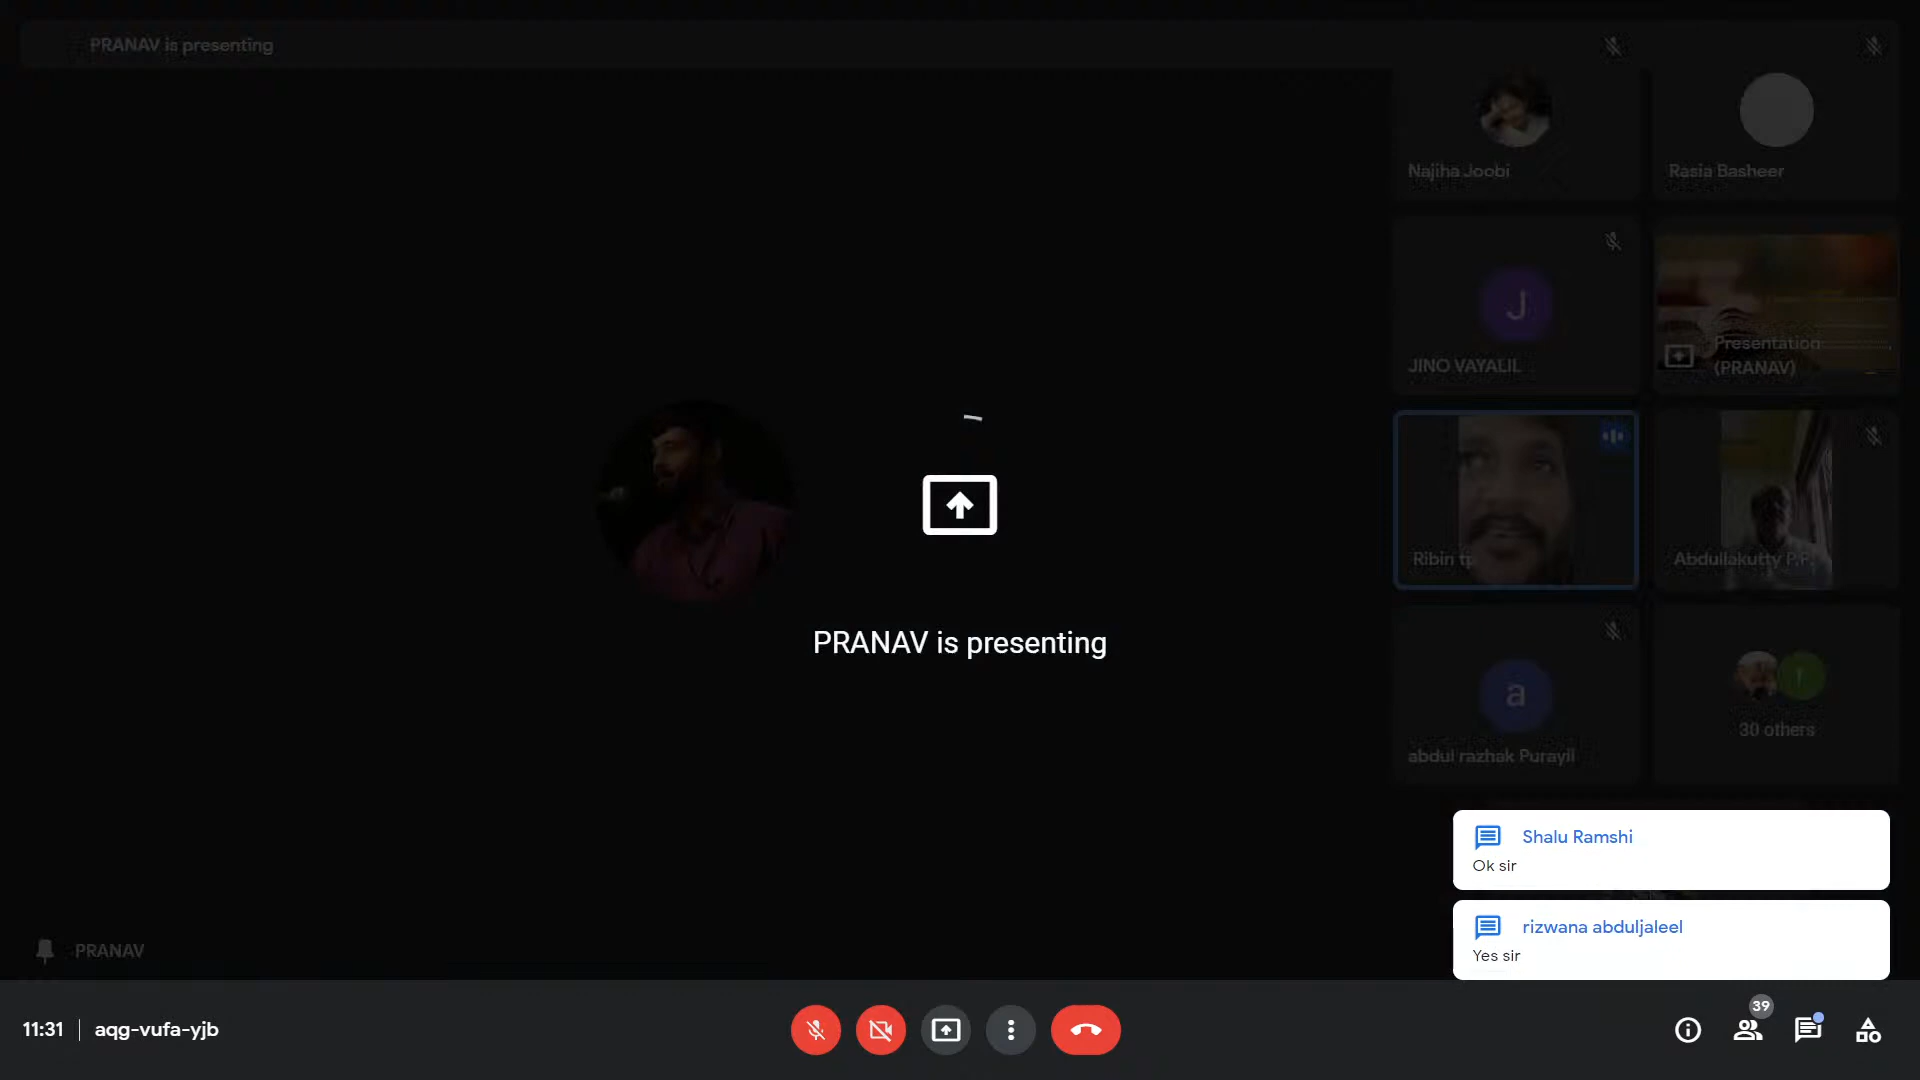 PRANAV is presenting
Najiha Joobi
Rasia Basheer
J
JINO VAYALIL
Presentation
(PRANAV)
Ribin tp
Abdullakutty P.P.
a
abdul razhak Purayil
30 others
PRANAV is presenting
Shalu Ramshi
Ok sir
rizwana abduljaleel
Yes sir
PRANAV
11:31
aqg-vufa-yjb
39